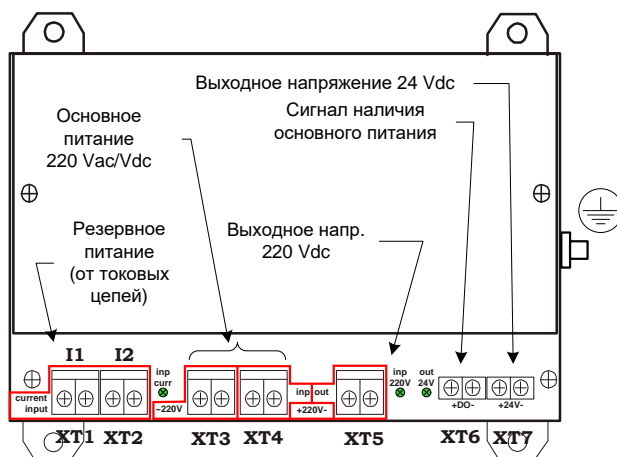 Выходное напряжение 24 Vdc
Основное
питание
220 Vac/Vdc
Сигнал наличия
основного питания
Резервное
питание
(от токовых
цепей)
Выходное напр.
220 Vdc
I1
I2
inp
curr
inp
220V
out
24V
current
input
~220V
inp
out
+220V-
+DO-
+24V-
XT1
XT2
XT3
XT4
XT5
XT6
XT7